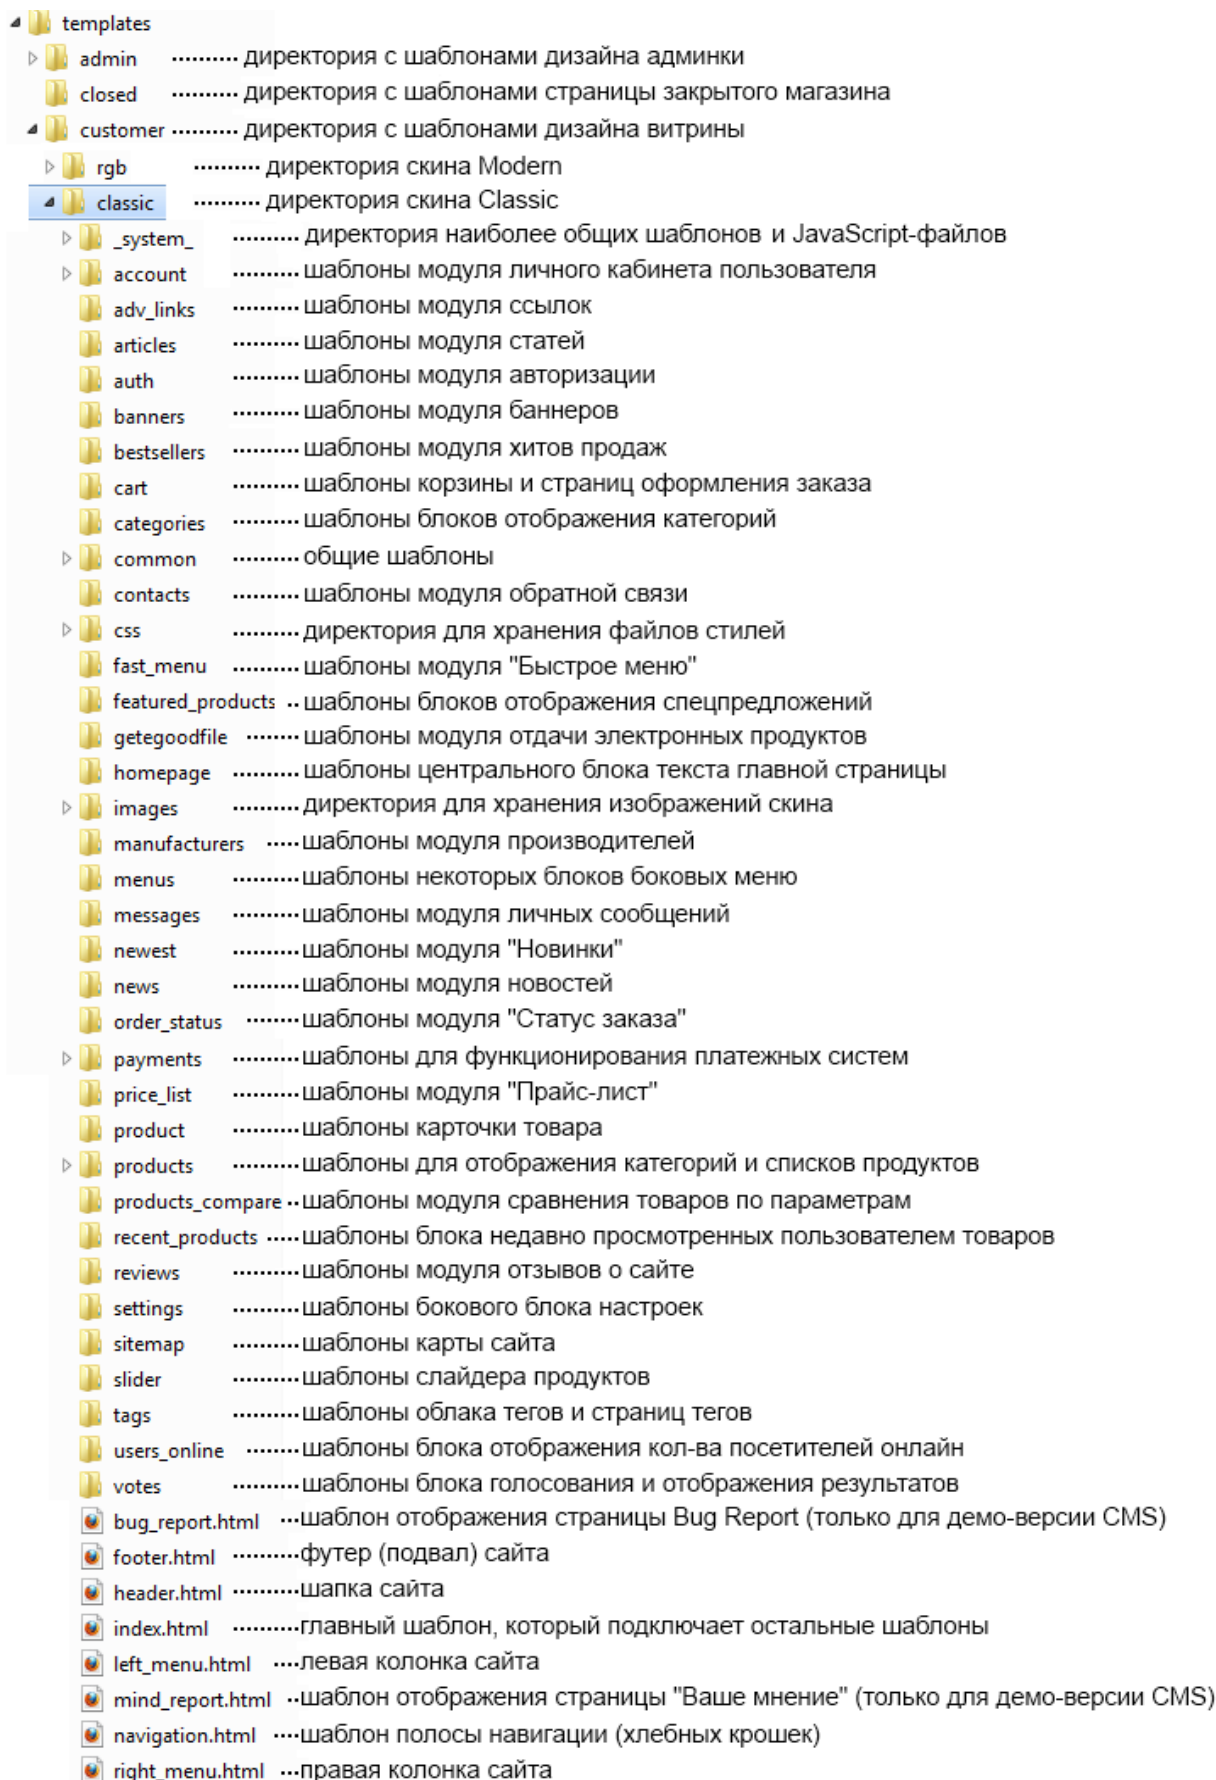 templates
admin .......... директория с шаблонами дизайна админки
closed .......... директория с шаблонами страницы закрытого магазина
customer .......... директория с шаблонами дизайна витрины
rgb .......... директория скина Modern
classic .......... директория скина Classic
_system_ .......... директория наиболее общих шаблонов и JavaScript-файлов
account .......... шаблоны модуля личного кабинета пользователя
adv_links .......... шаблоны модуля ссылок
articles .......... шаблоны модуля статей
auth .......... шаблоны модуля авторизации
banners .......... шаблоны модуля баннеров
bestsellers .......... шаблоны модуля хитов продаж
cart .......... шаблоны корзины и страниц оформления заказа
categories .......... шаблоны блоков отображения категорий
common .......... общие шаблоны
contacts .......... шаблоны модуля обратной связи
css .......... директория для хранения файлов стилей
fast_menu .......... шаблоны модуля "Быстрое меню"
featured_products .. шаблоны блоков отображения спецпредложений
getegoodfile ........ шаблоны модуля отдачи электронных продуктов
homepage .......... шаблоны центрального блока текста главной страницы
images .......... директория для хранения изображений скина
manufacturers ..... шаблоны модуля производителей
menus .......... шаблоны некоторых блоков боковых меню
messages .......... шаблоны модуля личных сообщений
newest .......... шаблоны модуля "Новинки"
news .......... шаблоны модуля новостей
order_status ........ шаблоны модуля "Статус заказа"
payments .......... шаблоны для функционирования платежных систем
price_list .......... шаблоны модуля "Прайс-лист"
product .......... шаблоны карточки товара
products .......... шаблоны для отображения категорий и списков продуктов
products_compare .. шаблоны модуля сравнения товаров по параметрам
recent_products ..... шаблоны блока недавно просмотренных пользователем товаров
reviews .......... шаблоны модуля отзывов о сайте
settings .......... шаблоны бокового блока настроек
sitemap .......... шаблоны карты сайта
slider .......... шаблоны слайдера продуктов
tags .......... шаблоны облака тегов и страниц тегов
users_online ........ шаблоны блока отображения кол-ва посетителей онлайн
votes .......... шаблоны блока голосования и отображения результатов
bug_report.html ... шаблон отображения страницы Bug Report (только для демо-версии CMS)
footer.html .......... футер (подвал) сайта
header.html .......... шапка сайта
index.html .......... главный шаблон, который подключает остальные шаблоны
left_menu.html .... левая колонка сайта
mind_report.html .. шаблон отображения страницы "Ваше мнение" (только для демо-версии CMS)
navigation.html .... шаблон полосы навигации (хлебных крошек)
right_menu.html ... правая колонка сайта